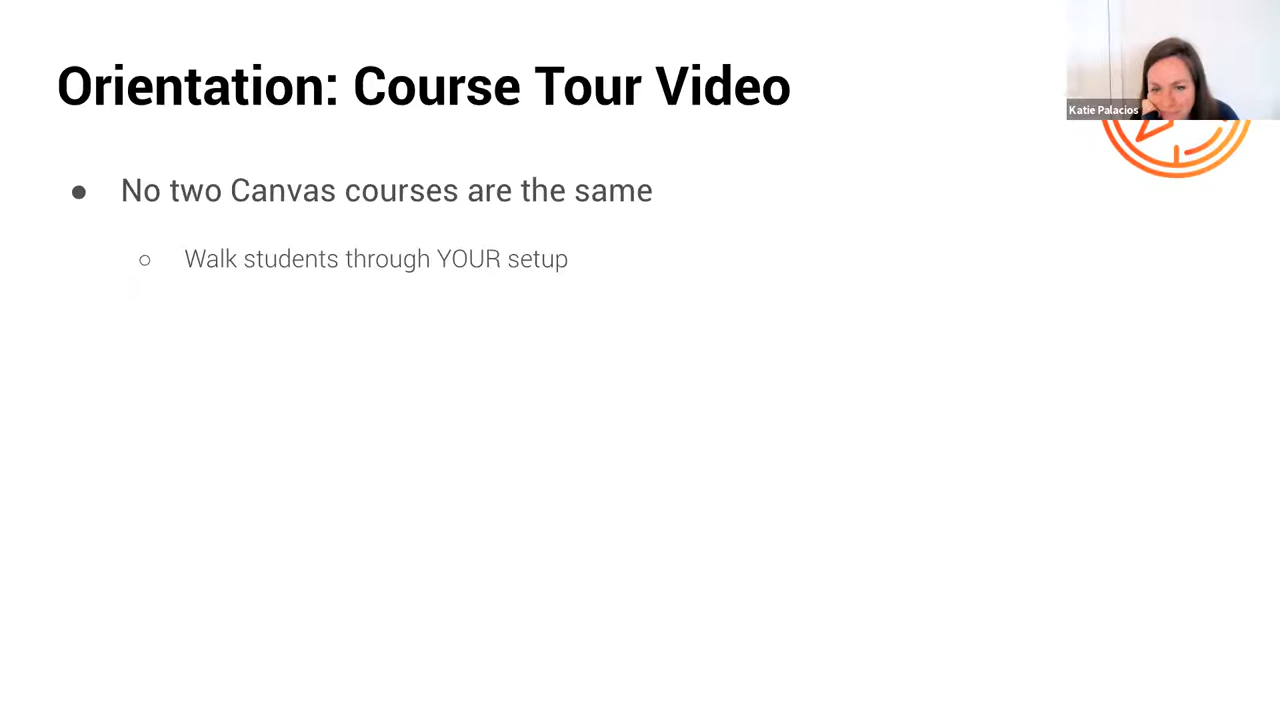 Orientation: Course Tour Video
Katie Palacios
● No two Canvas courses are the same
○ Walk students through YOUR setup